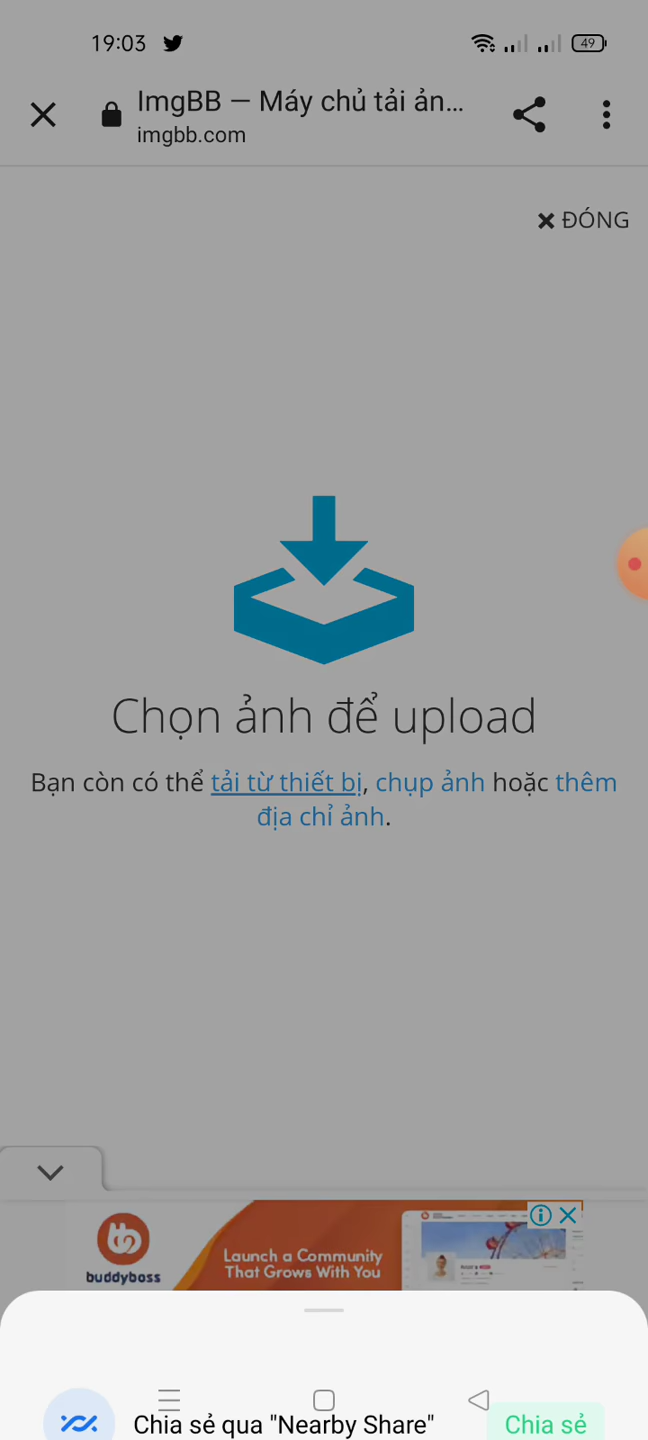 19:03
49
ImgBB — Máy chủ tải ản...
imgbb.com
ĐÓNG
Chọn ảnh để upload
Bạn còn có thể tải từ thiết bị, chụp ảnh hoặc thêm
địa chỉ ảnh.
buddyboss
Launch a Community
That Grows With You
Chia sẻ qua "Nearby Share"
Chia sẻ